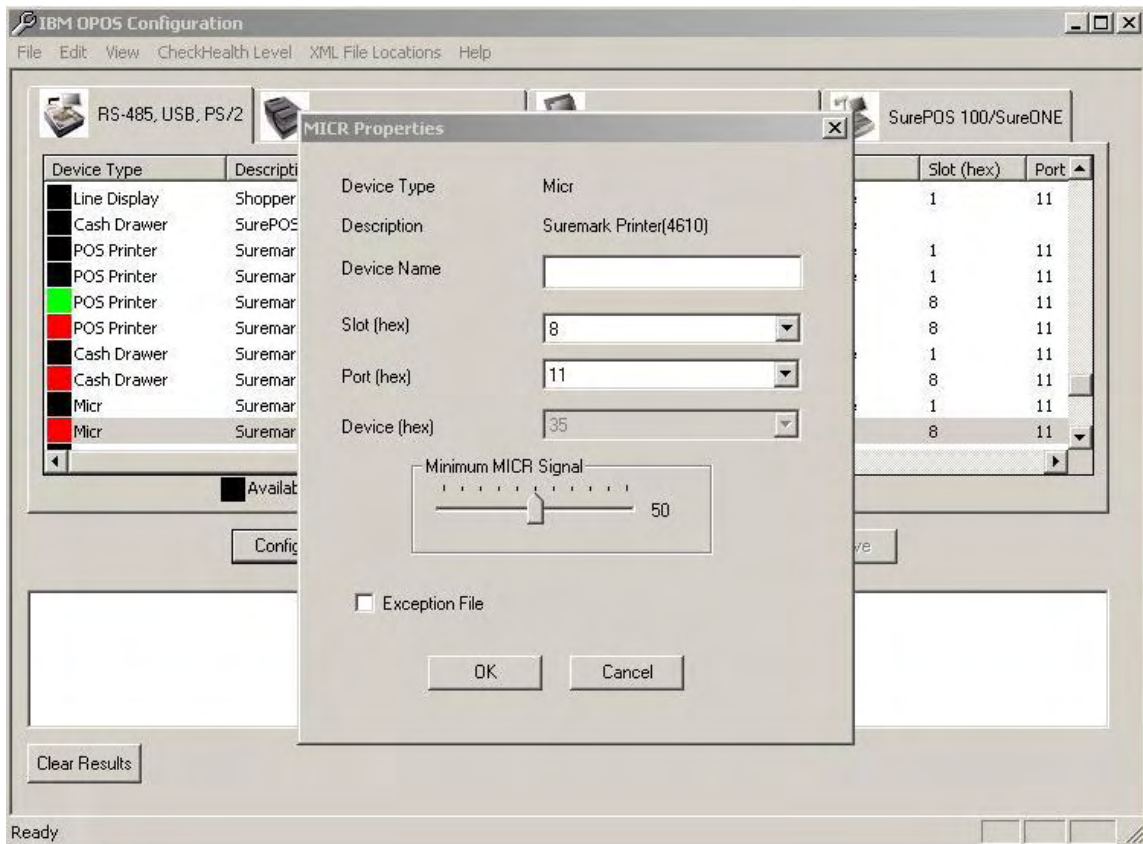 IBM OPOS Configuration
File Edit View CheckHealth Level XML File Locations Help
RS-485, USB, PS/2
SurePOS 100/SureONE
MICR Properties
Device Type Descripti Slot (hex) Port
Line Display Shopper 1 11
Cash Drawer SurePOS
POS Printer Suremar 1 11
POS Printer Suremar 1 11
POS Printer Suremar 8 11
POS Printer Suremar 8 11
Cash Drawer Suremar 1 11
Cash Drawer Suremar 8 11
Micr Suremar 1 11
Micr Suremar 8 11
Availab
Config
ve
Device Type Micr
Description Suremark Printer(4610)
Device Name
Slot (hex) 8
Port (hex) 11
Device (hex) 35
Minimum MICR Signal
50
Exception File
OK Cancel
Clear Results
Ready